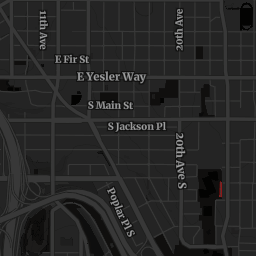 11th Ave
20th Ave
E Fir St
E Yesler Way
S Main St
S Jackson Pl
20th Ave S
Poplar Pl S